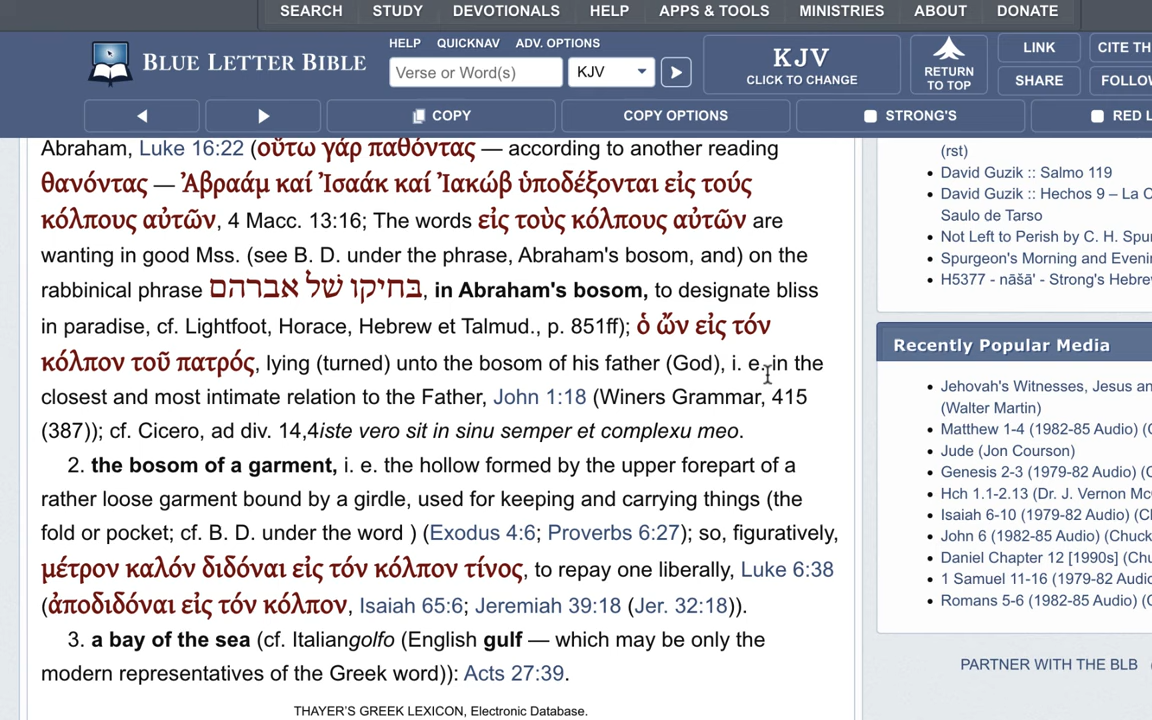 SEARCH STUDY DEVOTIONALS HELP APPS & TOOLS MINISTRIES ABOUT DONATE
BLUE LETTER BIBLE
HELP QUICKNAV ADV. OPTIONS
Verse or Word(s) KJV
KJV
CLICK TO CHANGE
RETURN
TO TOP
LINK CITE TH
SHARE FOLLO
COPY COPY OPTIONS STRONG'S RED L
Abraham, Luke 16:22 (οὕτω γάρ παθόντας — according to another reading
θανόντας — Ἀβραάμ καί Ἰσαάκ καί Ἰακώβ ὑποδέξονται εἰς τούς
κόλπους αὐτῶν, 4 Macc. 13:16; The words εἰς τοὺς κόλπους αὐτῶν are
wanting in good Mss. (see B. D. under the phrase, Abraham's bosom, and) on the
rabbinical phrase בּחיקו שׁל אברהם, in Abraham's bosom, to designate bliss
in paradise, cf. Lightfoot, Horace, Hebrew et Talmud., p. 851ff); ὁ ὤν εἰς τόν
κόλπον τοῦ πατρός, lying (turned) unto the bosom of his father (God), i. e. in the
closest and most intimate relation to the Father, John 1:18 (Winers Grammar, 415
(387)); cf. Cicero, ad div. 14,4iste vero sit in sinu semper et complexu meo.
2. the bosom of a garment, i. e. the hollow formed by the upper forepart of a
rather loose garment bound by a girdle, used for keeping and carrying things (the
fold or pocket; cf. B. D. under the word ) (Exodus 4:6; Proverbs 6:27); so, figuratively,
μέτρον καλόν διδόναι εἰς τόν κόλπον τίνος, to repay one liberally, Luke 6:38
(ἀποδιδόναι εἰς τόν κόλπον, Isaiah 65:6; Jeremiah 39:18 (Jer. 32:18)).
3. a bay of the sea (cf. Italiangolfo (English gulf — which may be only the
modern representatives of the Greek word)): Acts 27:39.
THAYER'S GREEK LEXICON, Electronic Database.
(rst)
David Guzik :: Salmo 119
David Guzik :: Hechos 9 – La C
Saulo de Tarso
Not Left to Perish by C. H. Spu
Spurgeon's Morning and Eveni
H5377 - nāšā' - Strong's Hebre
Recently Popular Media
Jehovah's Witnesses, Jesus an
(Walter Martin)
Matthew 1-4 (1982-85 Audio) (C
Jude (Jon Courson)
Genesis 2-3 (1979-82 Audio) (C
Hch 1.1-2.13 (Dr. J. Vernon Mc
Isaiah 6-10 (1979-82 Audio) (Ch
John 6 (1982-85 Audio) (Chuck
Daniel Chapter 12 [1990s] (Chu
1 Samuel 11-16 (1979-82 Audio
Romans 5-6 (1982-85 Audio) (C
PARTNER WITH THE BLB